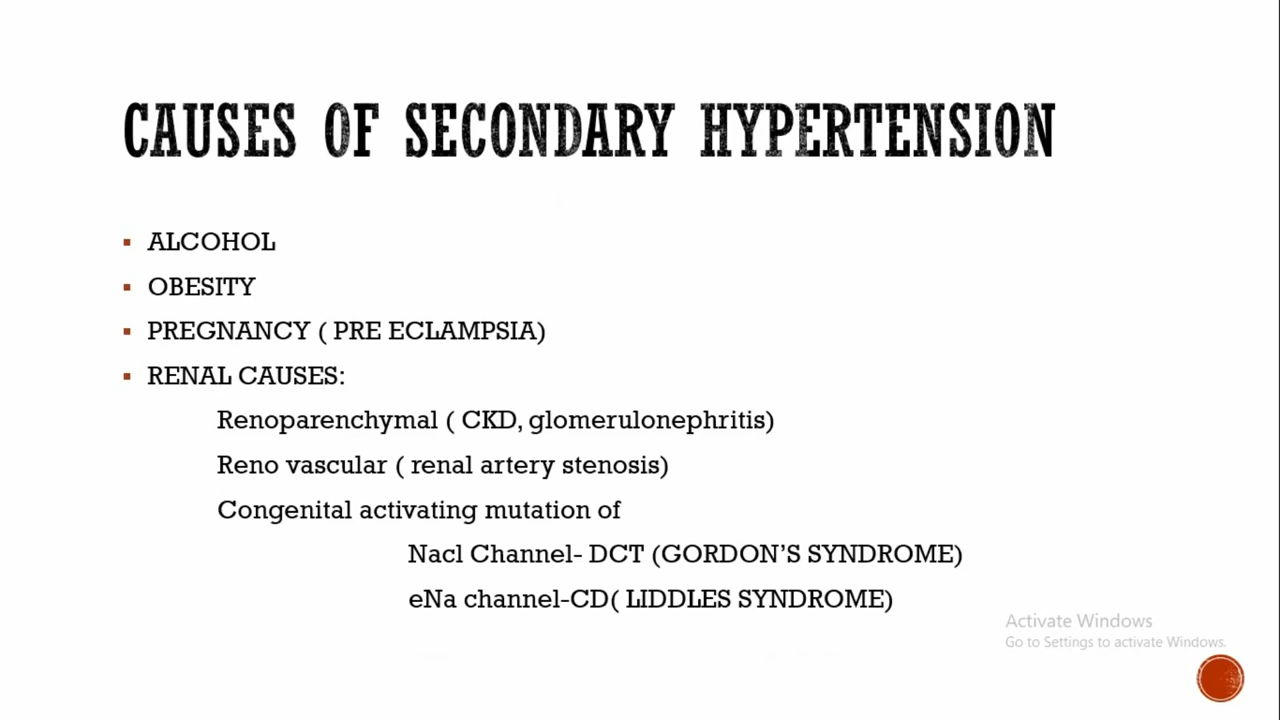 CAUSES OF SECONDARY HYPERTENSION
▪ ALCOHOL
▪ OBESITY
▪ PREGNANCY ( PRE ECLAMPSIA)
▪ RENAL CAUSES:
Renoparenchymal ( CKD, glomerulonephritis)
Reno vascular ( renal artery stenosis)
Congenital activating mutation of
Nacl Channel- DCT (GORDON’S SYNDROME)
eNa channel-CD( LIDDLES SYNDROME)
Activate Windows
Go to Settings to activate Windows.